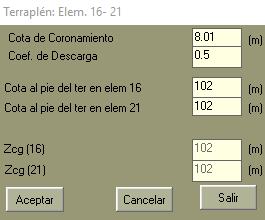 Terraplén: Elem. 16- 21
Cota de Coronamiento 8.01 (m)
Coef. de Descarga 0.5
Cota al pie del ter en elem 16 102 (m)
Cota al pie del ter en elem 21 102 (m)
Zcg (16) 102 (m)
Zcg (21) 102 (m)
Aceptar Cancelar Salir